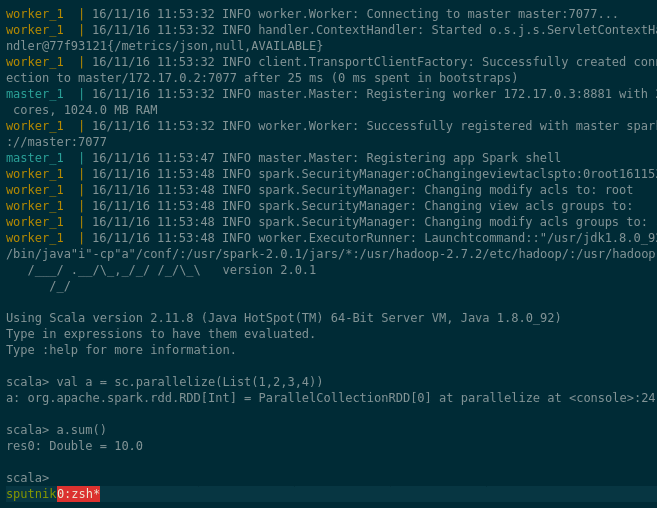 worker_1  | 16/11/16 11:53:32 INFO worker.Worker: Connecting to master master:7077...
worker_1  | 16/11/16 11:53:32 INFO handler.ContextHandler: Started o.s.j.s.ServletContextHa
ndler@77f93121{/metrics/json,null,AVAILABLE}
worker_1  | 16/11/16 11:53:32 INFO client.TransportClientFactory: Successfully created conn
ection to master/172.17.0.2:7077 after 25 ms (0 ms spent in bootstraps)
master_1  | 16/11/16 11:53:32 INFO master.Master: Registering worker 172.17.0.3:8881 with
 cores, 1024.0 MB RAM
worker_1  | 16/11/16 11:53:32 INFO worker.Worker: Successfully registered with master spark
://master:7077
master_1  | 16/11/16 11:53:47 INFO master.Master: Registering app Spark shell
worker_1  | 16/11/16 11:53:48 INFO spark.SecurityManager:oChangingeviewtaclspto:0root16115
worker_1  | 16/11/16 11:53:48 INFO spark.SecurityManager: Changing modify acls to: root
worker_1  | 16/11/16 11:53:48 INFO spark.SecurityManager: Changing view acls groups to:
worker_1  | 16/11/16 11:53:48 INFO spark.SecurityManager: Changing modify acls groups to:
worker_1  | 16/11/16 11:53:48 INFO worker.ExecutorRunner: Launchtcommand::"/usr/jdk1.8.0_92
/bin/java"i"-cp"a"/conf/:/usr/spark-2.0.1/jars/*:/usr/hadoop-2.7.2/etc/hadoop/:/usr/hadoop
   /___/ .__/\_,_/_/ /_/\_\   version 2.0.1
      /_/
Using Scala version 2.11.8 (Java HotSpot(TM) 64-Bit Server VM, Java 1.8.0_92)
Type in expressions to have them evaluated.
Type :help for more information.
scala> val a = sc.parallelize(List(1,2,3,4))
a: org.apache.spark.rdd.RDD[Int] = ParallelCollectionRDD[0] at parallelize at <console>:24
scala> a.sum()
res0: Double = 10.0
scala>
sputnik 0:zsh*